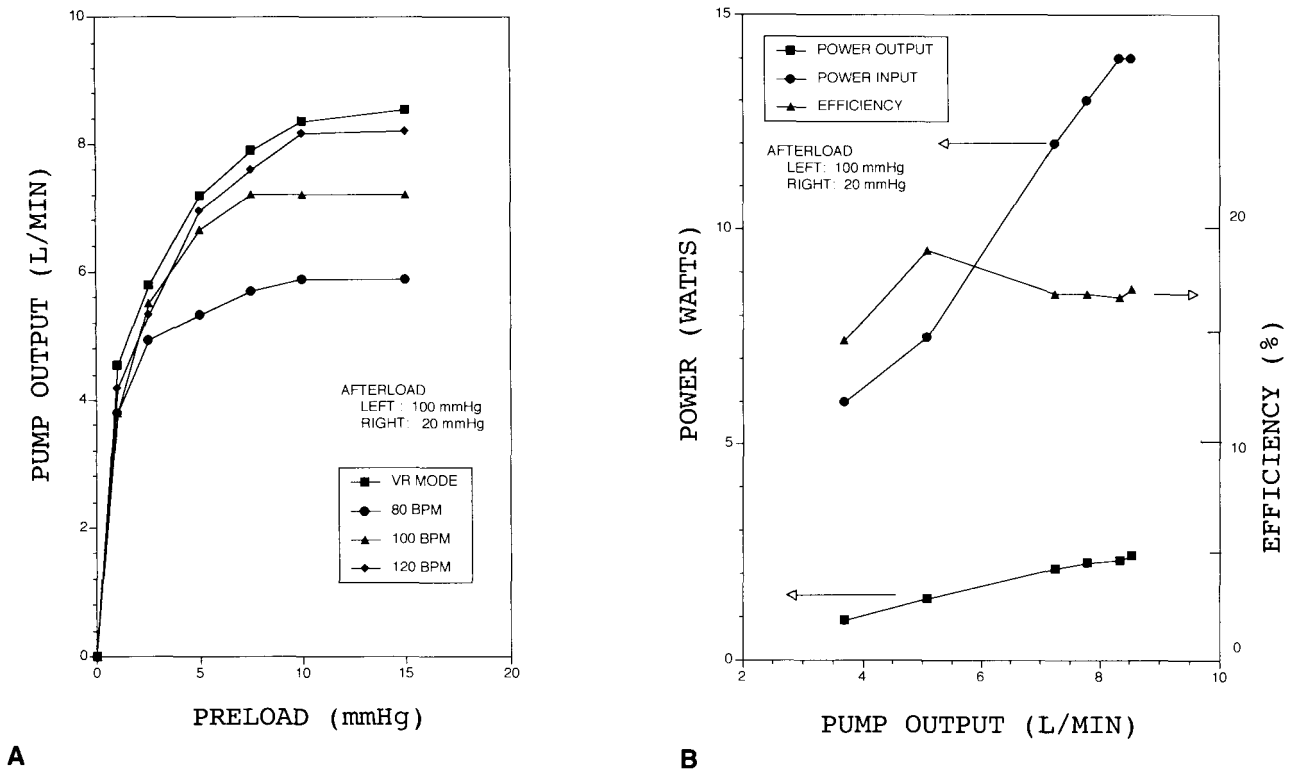 10
8
6
4
2
0
0
5
10
15
20
PUMP OUTPUT (L/MIN)
PRELOAD (mmHg)
AFTERLOAD
LEFT : 100 mmHg
RIGHT : 20 mmHg
VR MODE
80 BPM
100 BPM
120 BPM
A
15
10
5
0
2
4
6
8
10
20
10
0
POWER (WATTS)
PUMP OUTPUT (L/MIN)
EFFICIENCY (%)
POWER OUTPUT
POWER INPUT
EFFICIENCY
AFTERLOAD
LEFT: 100 mmHg
RIGHT: 20 mmHg
B